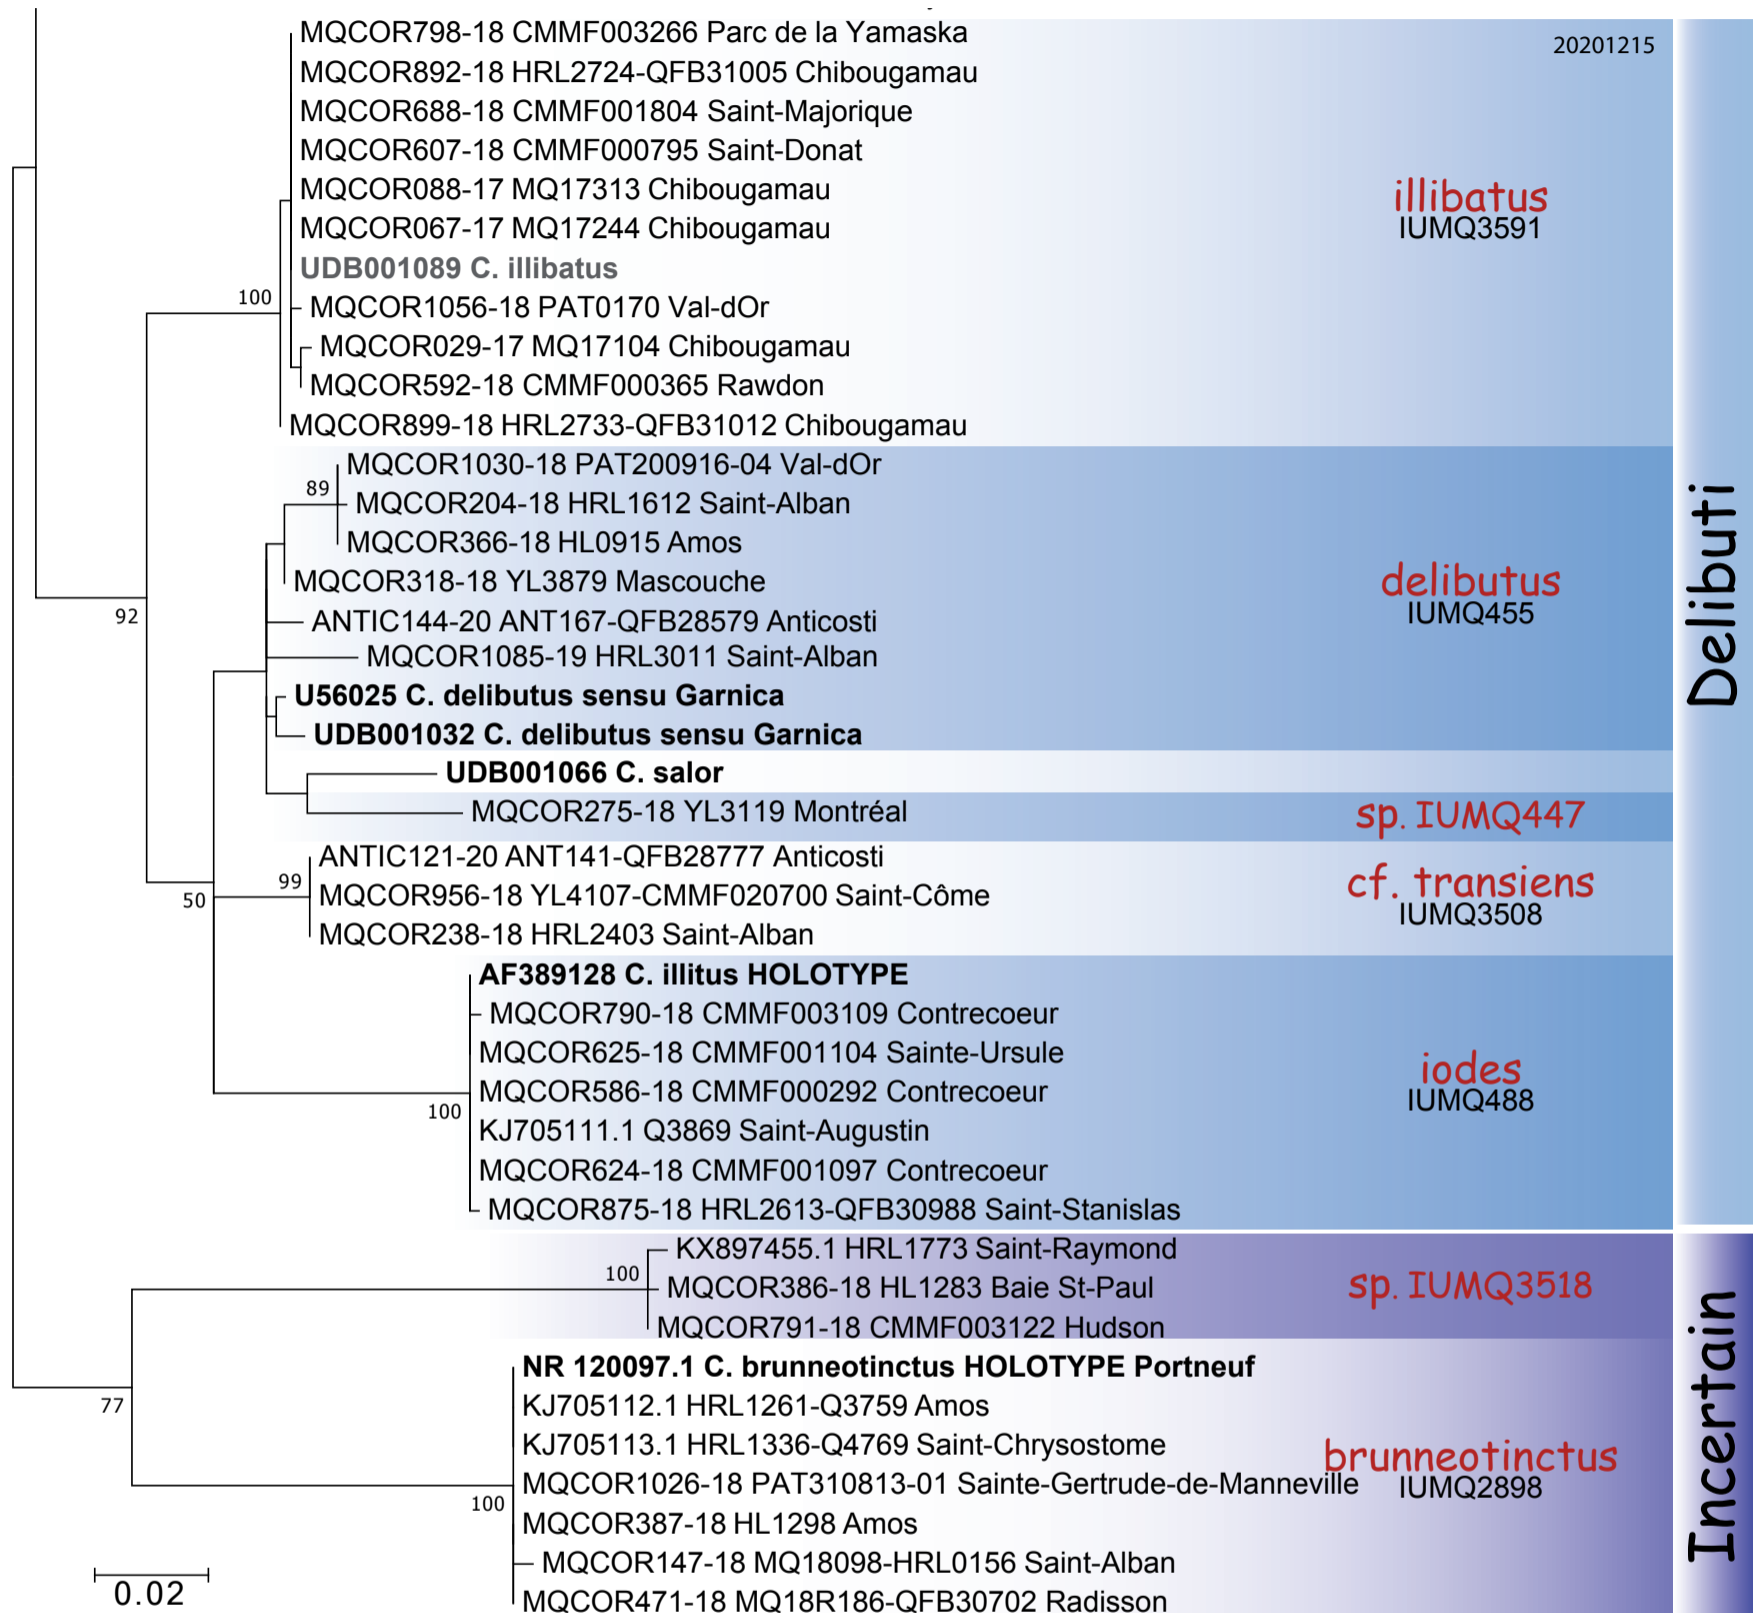 MQCOR798-18 CMMF003266 Parc de la Yamaska
20201215
MQCOR892-18 HRL2724-QFB31005 Chibougamau
MQCOR688-18 CMMF001804 Saint-Majorique
MQCOR607-18 CMMF000795 Saint-Donat
MQCOR088-17 MQ17313 Chibougamau
illibatus
MQCOR067-17 MQ17244 Chibougamau
IUMQ3591
UDB001089 C. illibatus
100
MQCOR1056-18 PAT0170 Val-dOr
MQCOR029-17 MQ17104 Chibougamau
MQCOR592-18 CMMF000365 Rawdon
MQCOR899-18 HRL2733-QFB31012 Chibougamau
MQCOR1030-18 PAT200916-04 Val-dOr
89
MQCOR204-18 HRL1612 Saint-Alban
MQCOR366-18 HL0915 Amos
MQCOR318-18 YL3879 Mascouche
delibutus
IUMQ455
92
ANTIC144-20 ANT167-QFB28579 Anticosti
MQCOR1085-19 HRL3011 Saint-Alban
U56025 C. delibutus sensu Garnica
UDB001032 C. delibutus sensu Garnica
UDB001066 C. salor
MQCOR275-18 YL3119 Montréal
sp. IUMQ447
ANTIC121-20 ANT141-QFB28777 Anticosti
99
cf. transiens
50
MQCOR956-18 YL4107-CMMF020700 Saint-Côme
IUMQ3508
MQCOR238-18 HRL2403 Saint-Alban
AF389128 C. illitus HOLOTYPE
MQCOR790-18 CMMF003109 Contrecoeur
MQCOR625-18 CMMF001104 Sainte-Ursule
iodes
MQCOR586-18 CMMF000292 Contrecoeur
IUMQ488
100
KJ705111.1 Q3869 Saint-Augustin
MQCOR624-18 CMMF001097 Contrecoeur
MQCOR875-18 HRL2613-QFB30988 Saint-Stanislas
Delibuti
KX897455.1 HRL1773 Saint-Raymond
100
MQCOR386-18 HL1283 Baie St-Paul
sp. IUMQ3518
MQCOR791-18 CMMF003122 Hudson
NR 120097.1 C. brunneotinctus HOLOTYPE Portneuf
77
KJ705112.1 HRL1261-Q3759 Amos
KJ705113.1 HRL1336-Q4769 Saint-Chrysostome
brunneotinctus
MQCOR1026-18 PAT310813-01 Sainte-Gertrude-de-Manneville
IUMQ2898
100
MQCOR387-18 HL1298 Amos
MQCOR147-18 MQ18098-HRL0156 Saint-Alban
MQCOR471-18 MQ18R186-QFB30702 Radisson
Incertain
0.02